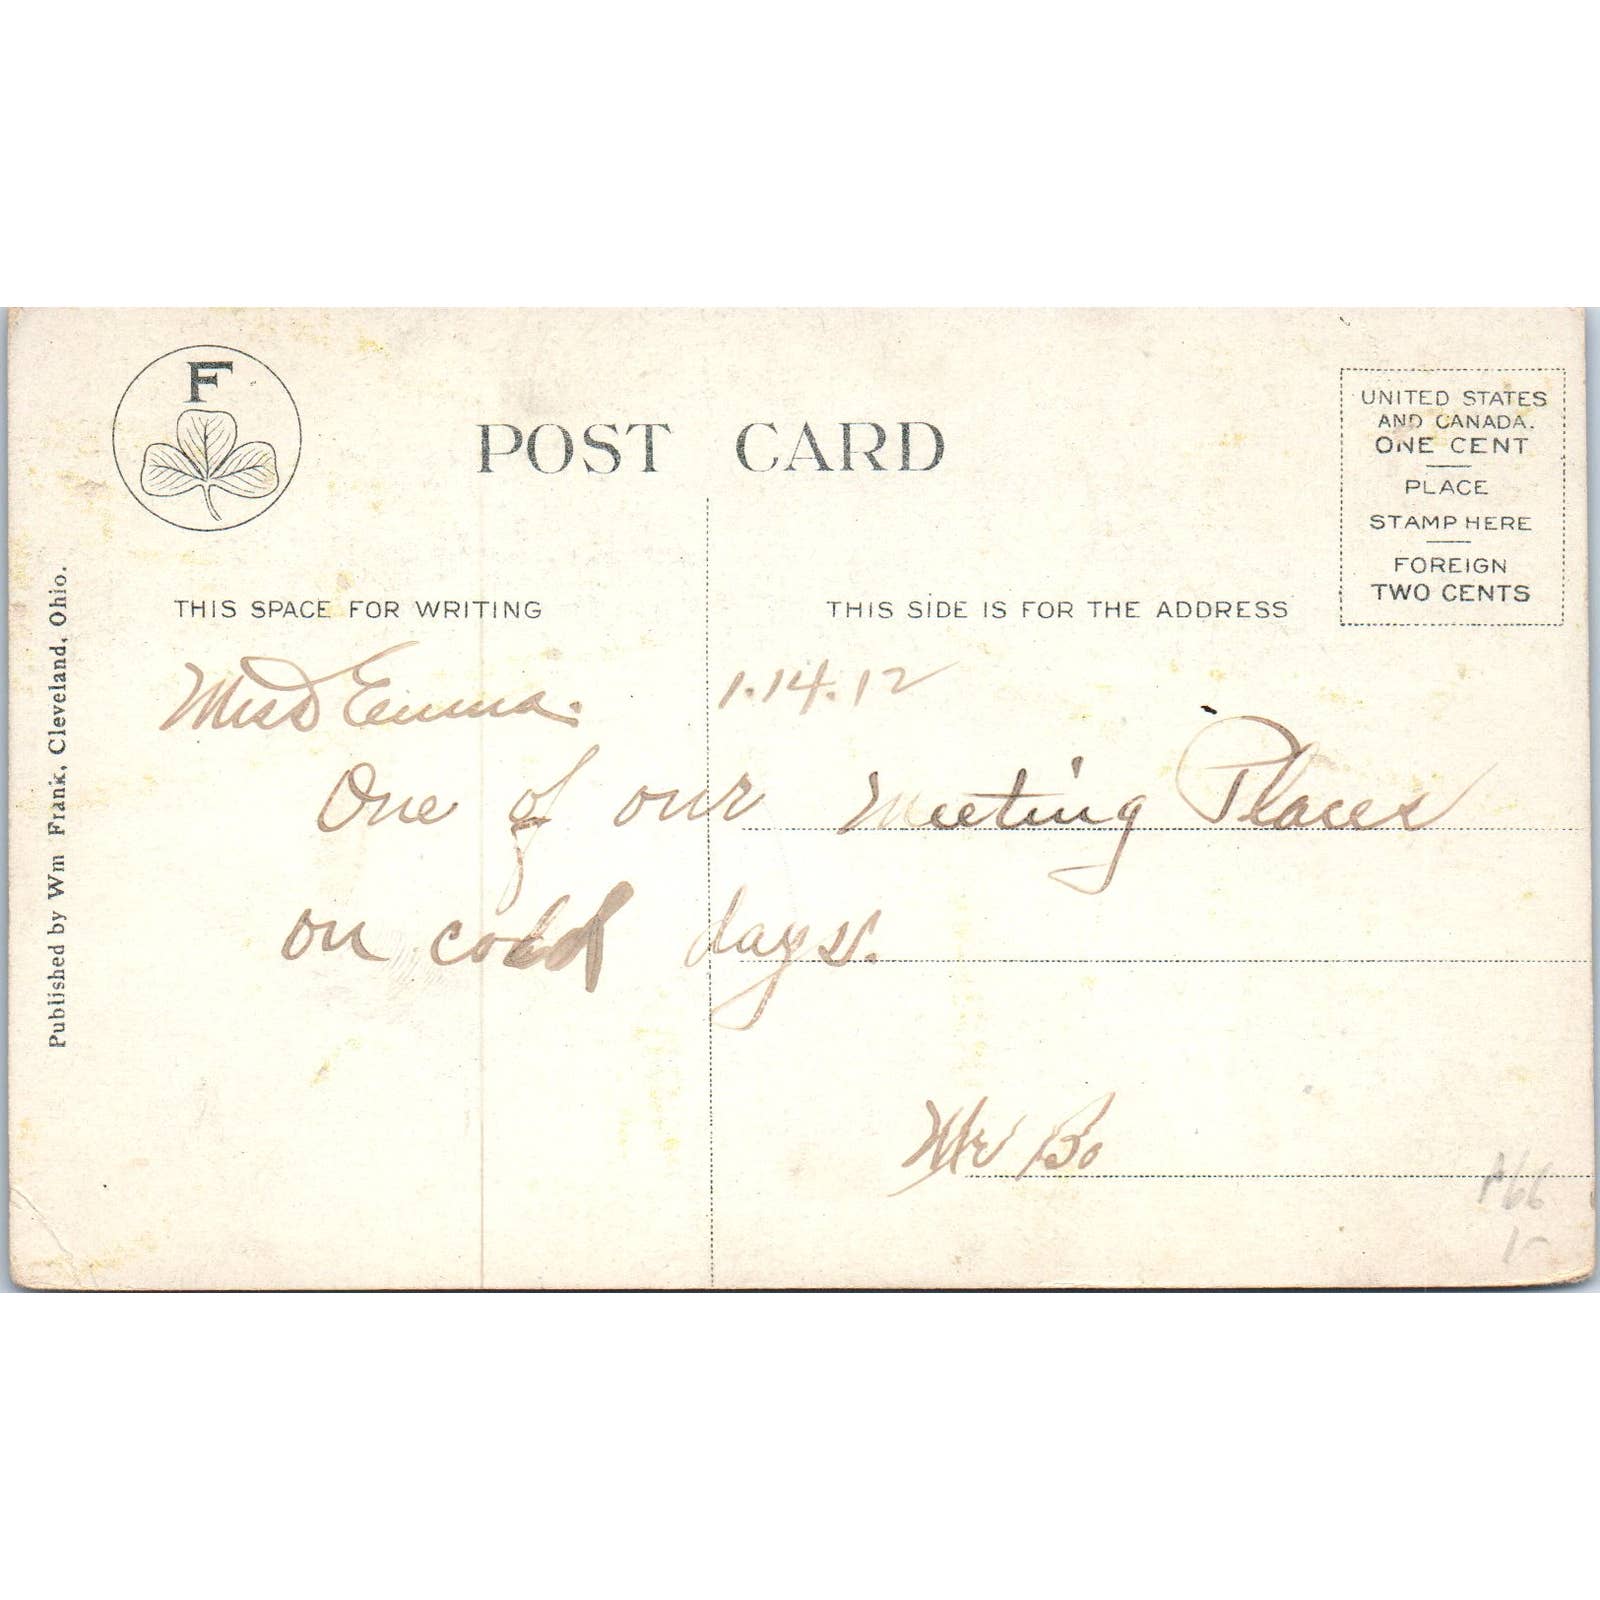 F
POST CARD
UNITED STATES
AND CANADA.
ONE CENT
PLACE
STAMP HERE
FOREIGN
TWO CENTS
THIS SPACE FOR WRITING
THIS SIDE IS FOR THE ADDRESS
Published by Wm Frank, Cleveland, Ohio.
Miss Emma. 1.14.12
One of our Meeting Places
on cold days.
Mr Bo